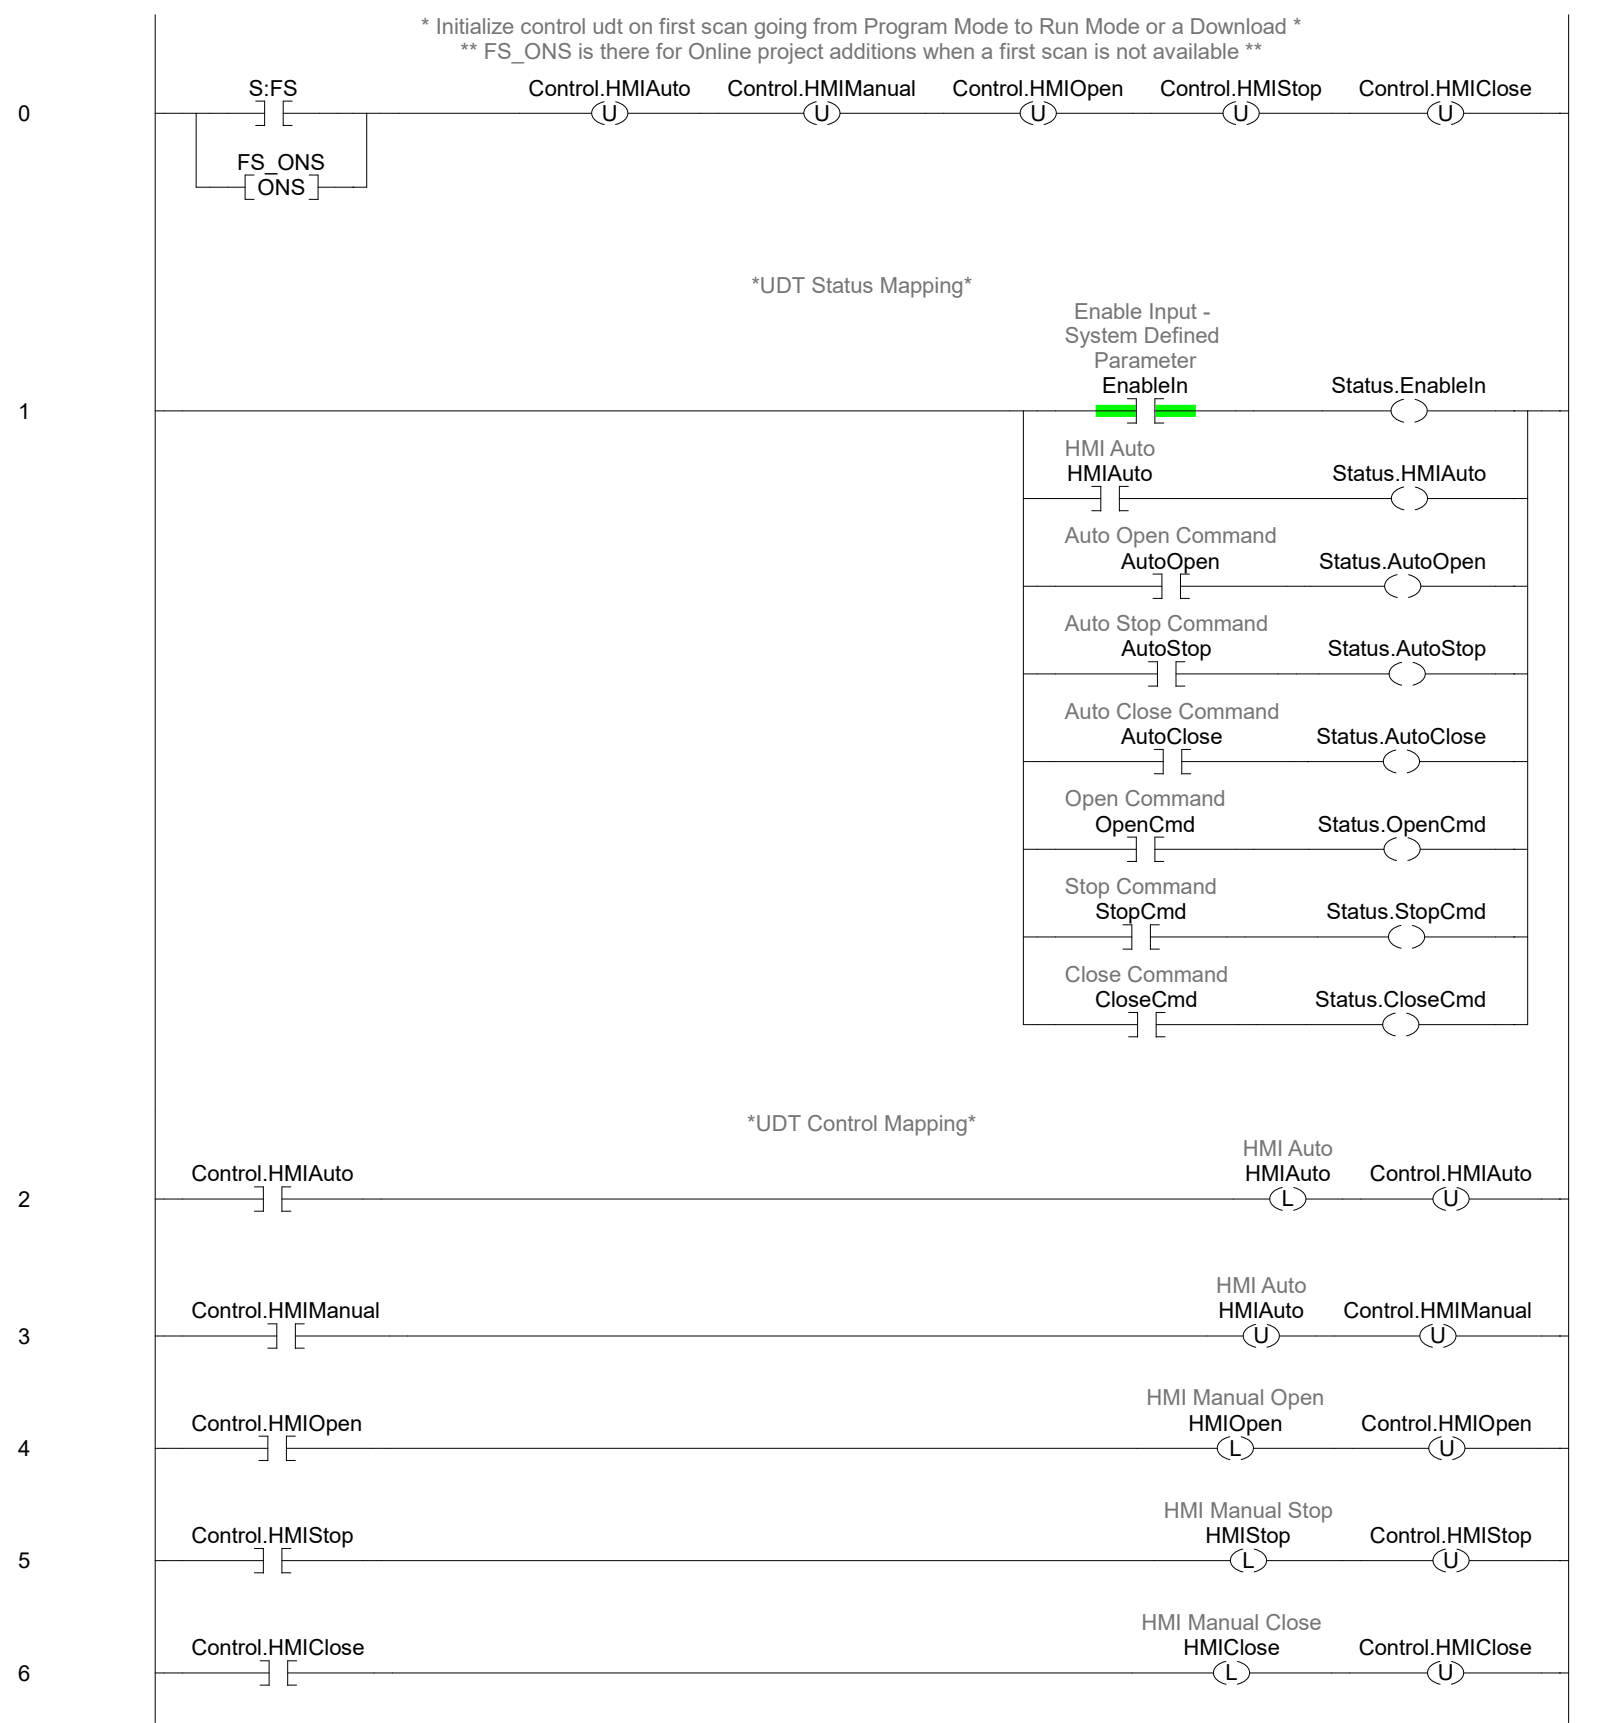 * Initialize control udt on first scan going from Program Mode to Run Mode or a Download *
** FS_ONS is there for Online project additions when a first scan is not available **
S:FS Control.HMIAuto Control.HMIManual Control.HMIOpen Control.HMIStop Control.HMIClose
0 U U U U U
FS_ONS
ONS
*UDT Status Mapping*
Enable Input -
System Defined
Parameter
EnableIn Status.EnableIn
1
HMI Auto
HMIAuto Status.HMIAuto
Auto Open Command
AutoOpen Status.AutoOpen
Auto Stop Command
AutoStop Status.AutoStop
Auto Close Command
AutoClose Status.AutoClose
Open Command
OpenCmd Status.OpenCmd
Stop Command
StopCmd Status.StopCmd
Close Command
CloseCmd Status.CloseCmd
*UDT Control Mapping*
HMI Auto
Control.HMIAuto HMIAuto Control.HMIAuto
2 L U
HMI Auto
Control.HMIManual HMIAuto Control.HMIManual
3 U U
HMI Manual Open
Control.HMIOpen HMIOpen Control.HMIOpen
4 L U
HMI Manual Stop
Control.HMIStop HMIStop Control.HMIStop
5 L U
HMI Manual Close
Control.HMIClose HMIClose Control.HMIClose
6 L U